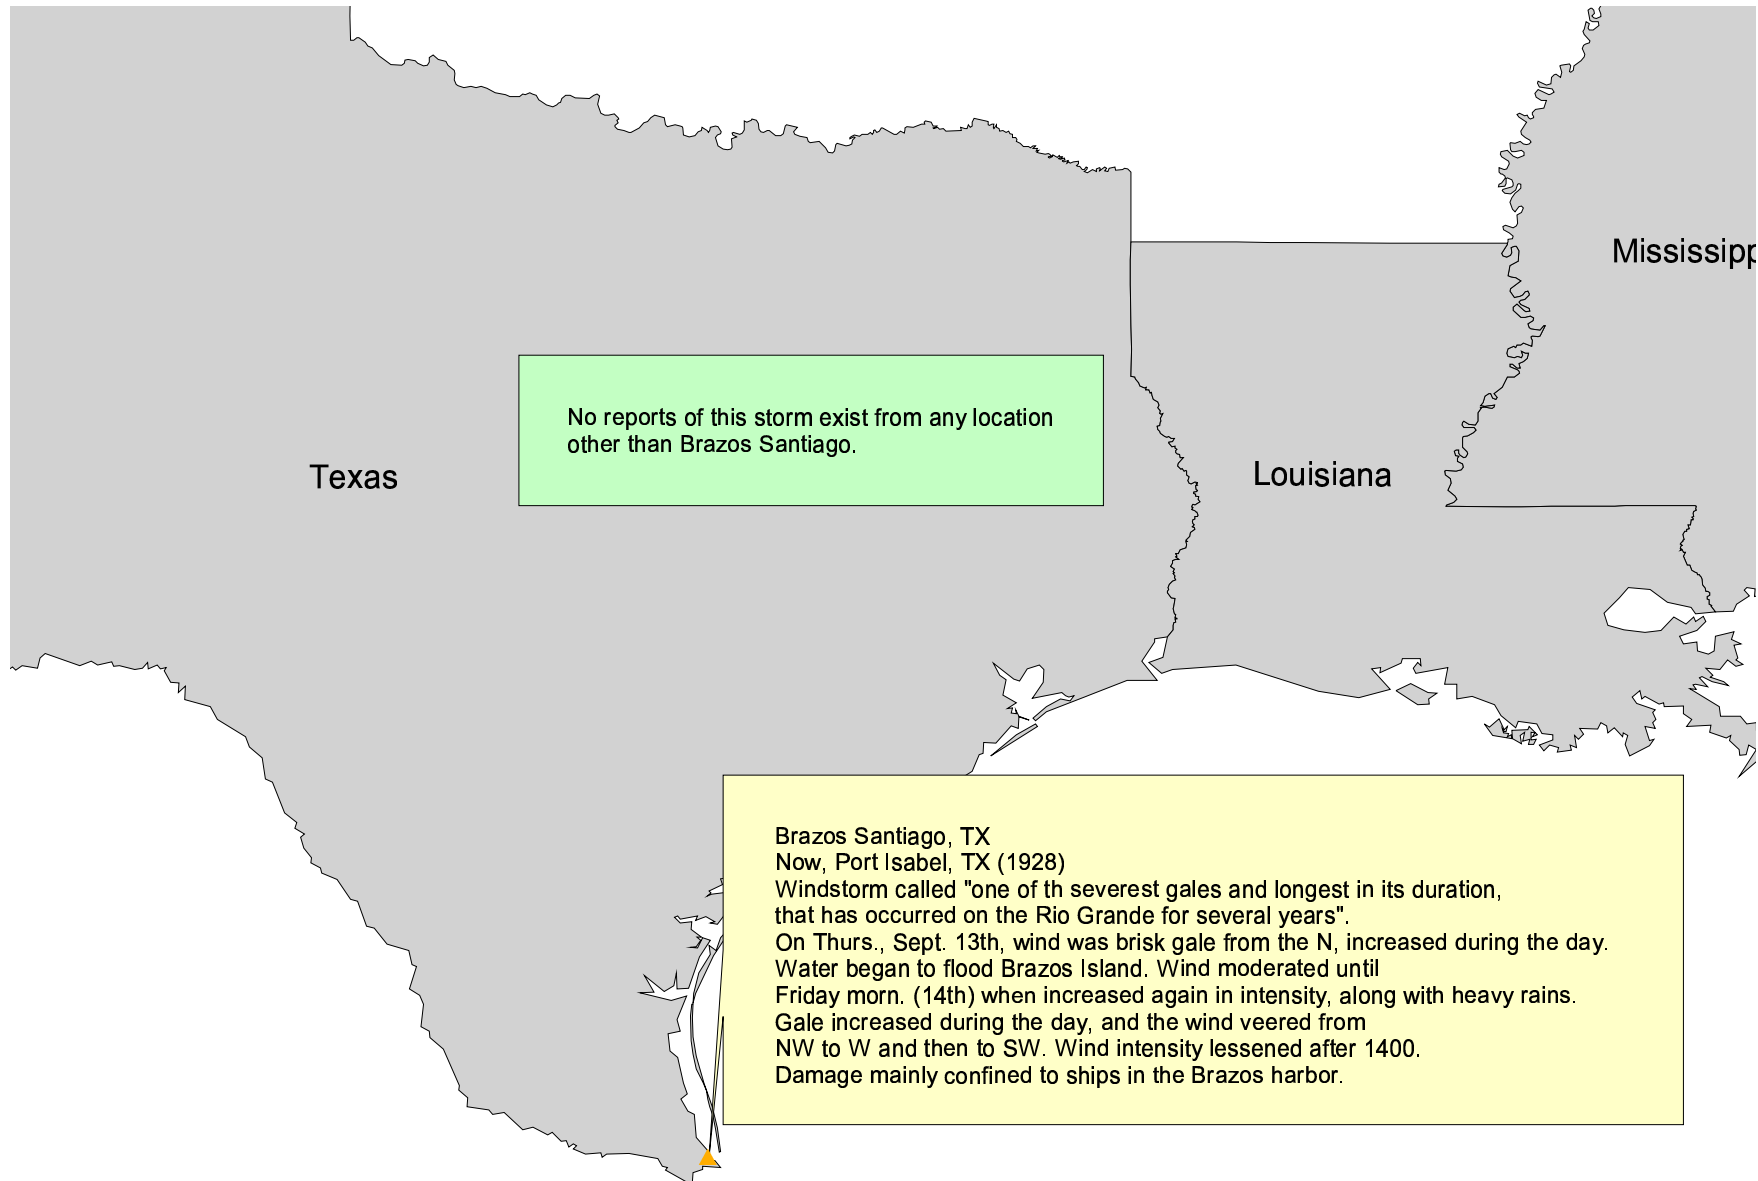 Mississipp
No reports of this storm exist from any location
other than Brazos Santiago.
Texas
Louisiana
Brazos Santiago, TX
Now, Port Isabel, TX (1928)
Windstorm called "one of th severest gales and longest in its duration,
that has occurred on the Rio Grande for several years".
On Thurs., Sept. 13th, wind was brisk gale from the N, increased during the day.
Water began to flood Brazos Island. Wind moderated until
Friday morn. (14th) when increased again in intensity, along with heavy rains.
Gale increased during the day, and the wind veered from
NW to W and then to SW. Wind intensity lessened after 1400.
Damage mainly confined to ships in the Brazos harbor.